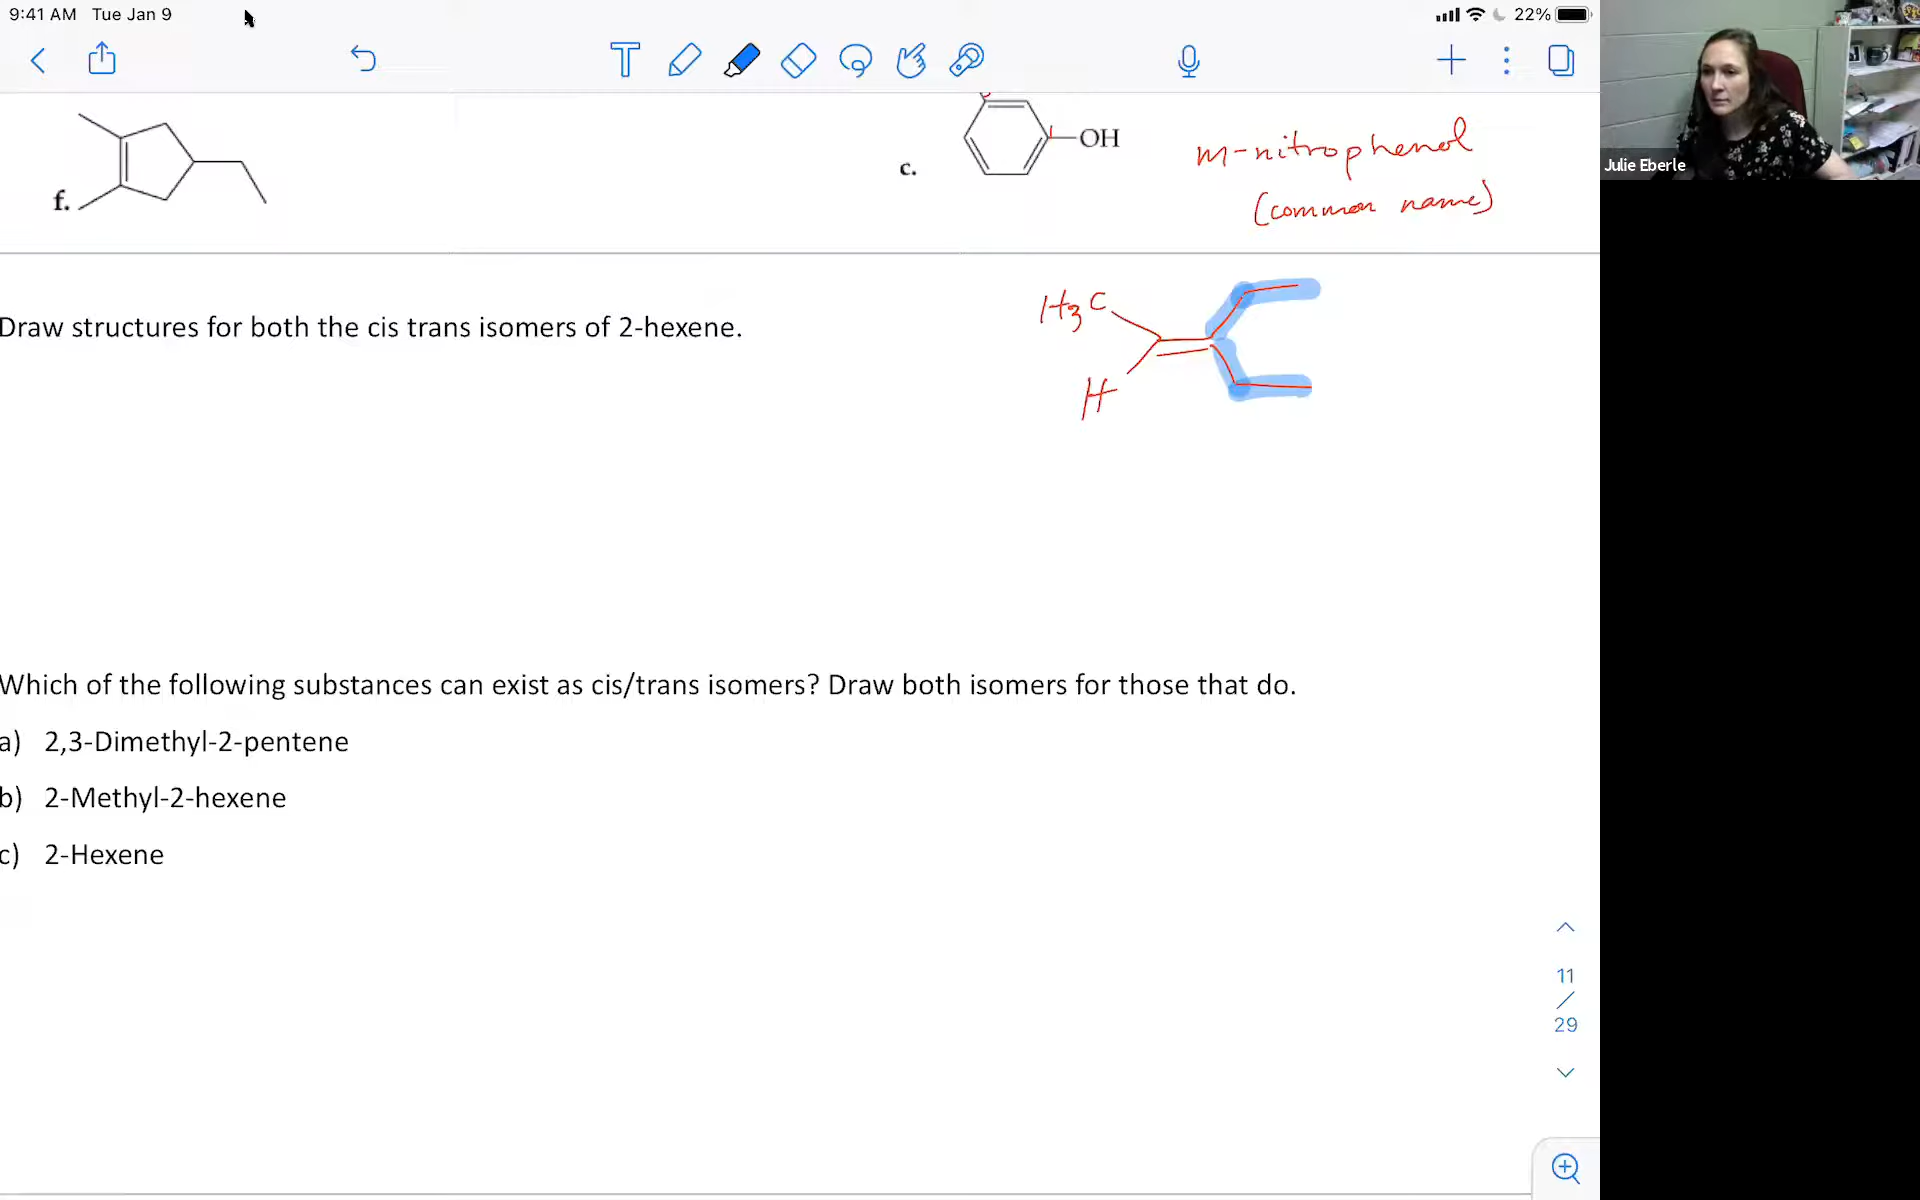 9:41 AM Tue Jan 9
22%
Julie Eberle
f.
c.
OH
m-nitrophenol
(common name)
Draw structures for both the cis trans isomers of 2-hexene.
H3C
H
Which of the following substances can exist as cis/trans isomers? Draw both isomers for those that do.
a) 2,3-Dimethyl-2-pentene
b) 2-Methyl-2-hexene
c) 2-Hexene
11
/
29